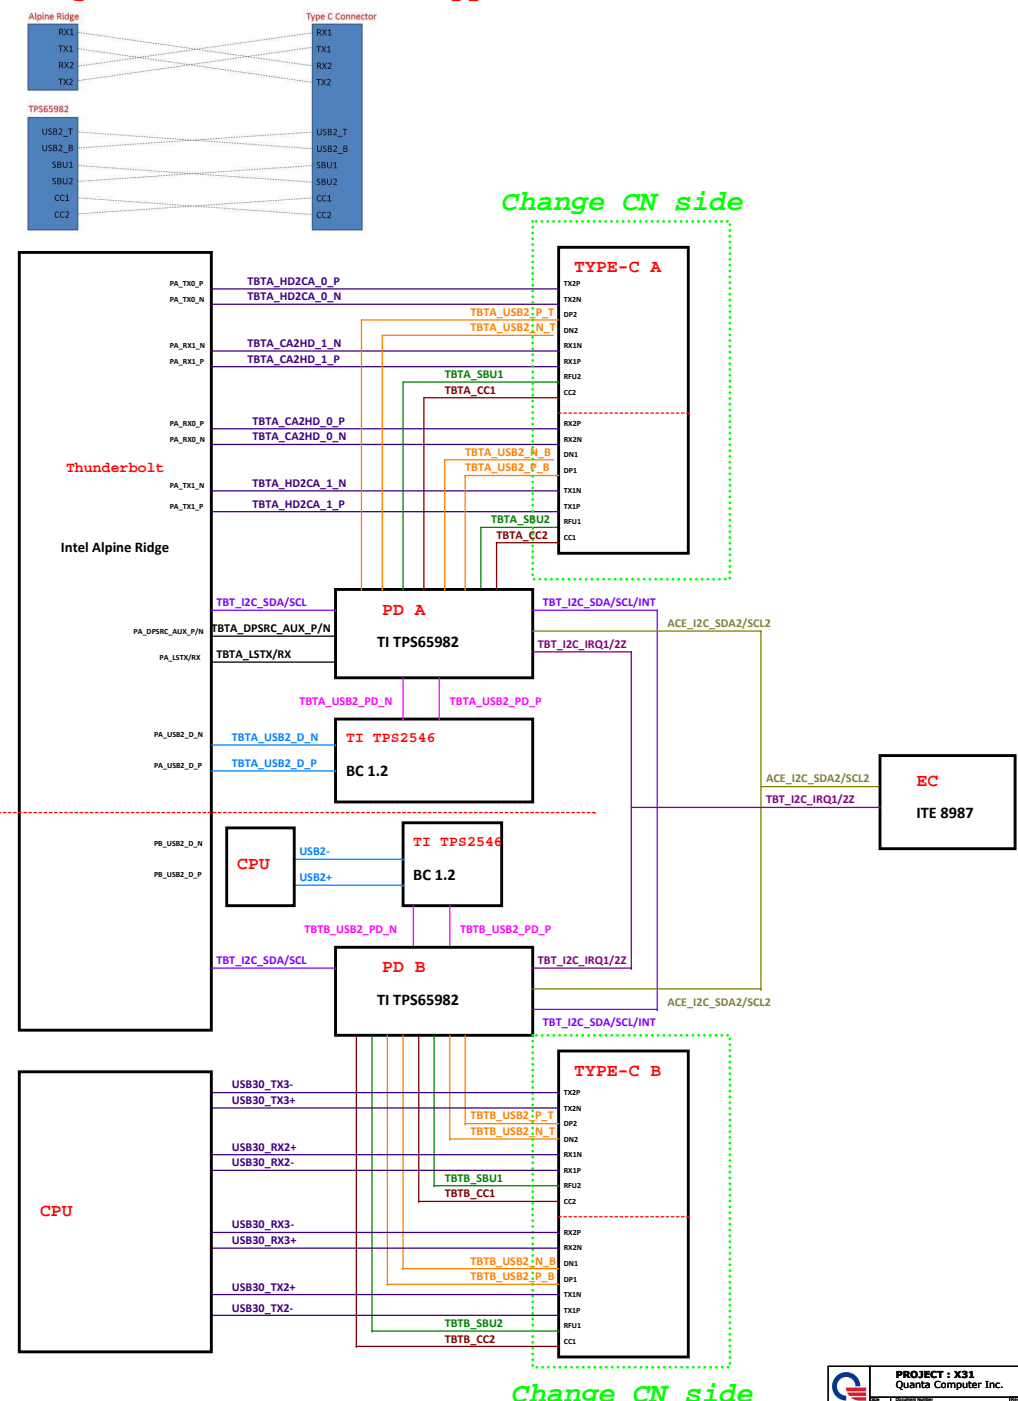 Alpine Ridge
Type C Connector
RX1
TX1
RX2
TX2
RX1
TX1
RX2
TX2
TPS65982
USB2_T
USB2_B
SBU1
SBU2
CC1
CC2
USB2_T
USB2_B
SBU1
SBU2
CC1
CC2
Change CN side
TYPE-C A
PA_TX0_P
TBTA_HD2CA_0_P
TX2P
PA_TX0_N
TBTA_HD2CA_0_N
TX2N
TBTA_USB2_P_T
DP2
TBTA_USB2_N_T
DN2
PA_RX1_N
TBTA_CA2HD_1_N
RX1N
PA_RX1_P
TBTA_CA2HD_1_P
RX1P
TBTA_SBU1
RFU2
TBTA_CC1
CC2
PA_RX0_P
TBTA_CA2HD_0_P
RX2P
PA_RX0_N
TBTA_CA2HD_0_N
RX2N
TBTA_USB2_N_B
DN1
Thunderbolt
TBTA_USB2_P_B
DP1
PA_TX1_N
TBTA_HD2CA_1_N
TX1N
PA_TX1_P
TBTA_HD2CA_1_P
TX1P
TBTA_SBU2
RFU1
TBTA_CC2
CC1
Intel Alpine Ridge
TBT_I2C_SDA/SCL
PD A
TBT_I2C_SDA/SCL/INT
PA_DPSRC_AUX_P/N
TBTA_DPSRC_AUX_P/N
TI TPS65982
ACE_I2C_SDA2/SCL2
PA_LSTX/RX
TBTA_LSTX/RX
TBT_I2C_IRQ1/2Z
TBTA_USB2_PD_N
TBTA_USB2_PD_P
PA_USB2_D_N
TBTA_USB2_D_N
TI TPS2546
PA_USB2_D_P
TBTA_USB2_D_P
BC 1.2
ACE_I2C_SDA2/SCL2
EC
TBT_I2C_IRQ1/2Z
ITE 8987
PB_USB2_D_N
PB_USB2_D_P
CPU
USB2-
USB2+
TI TPS2546
BC 1.2
TBTB_USB2_PD_N
TBTB_USB2_PD_P
TBT_I2C_SDA/SCL
PD B
TBT_I2C_IRQ1/2Z
TI TPS65982
ACE_I2C_SDA2/SCL2
TBT_I2C_SDA/SCL/INT
TYPE-C B
USB30_TX3-
TX2P
USB30_TX3+
TX2N
TBTB_USB2_P_T
DP2
TBTB_USB2_N_T
DN2
USB30_RX2+
RX1N
USB30_RX2-
RX1P
TBTB_SBU1
RFU2
TBTB_CC1
CC2
CPU
USB30_RX3-
RX2P
USB30_RX3+
RX2N
TBTB_USB2_N_B
DN1
TBTB_USB2_P_B
DP1
USB30_TX2+
TX1N
USB30_TX2-
TX1P
TBTB_SBU2
RFU1
TBTB_CC2
CC1
Change CN side
PROJECT : X31
Quanta Computer Inc.
Size
Document Number